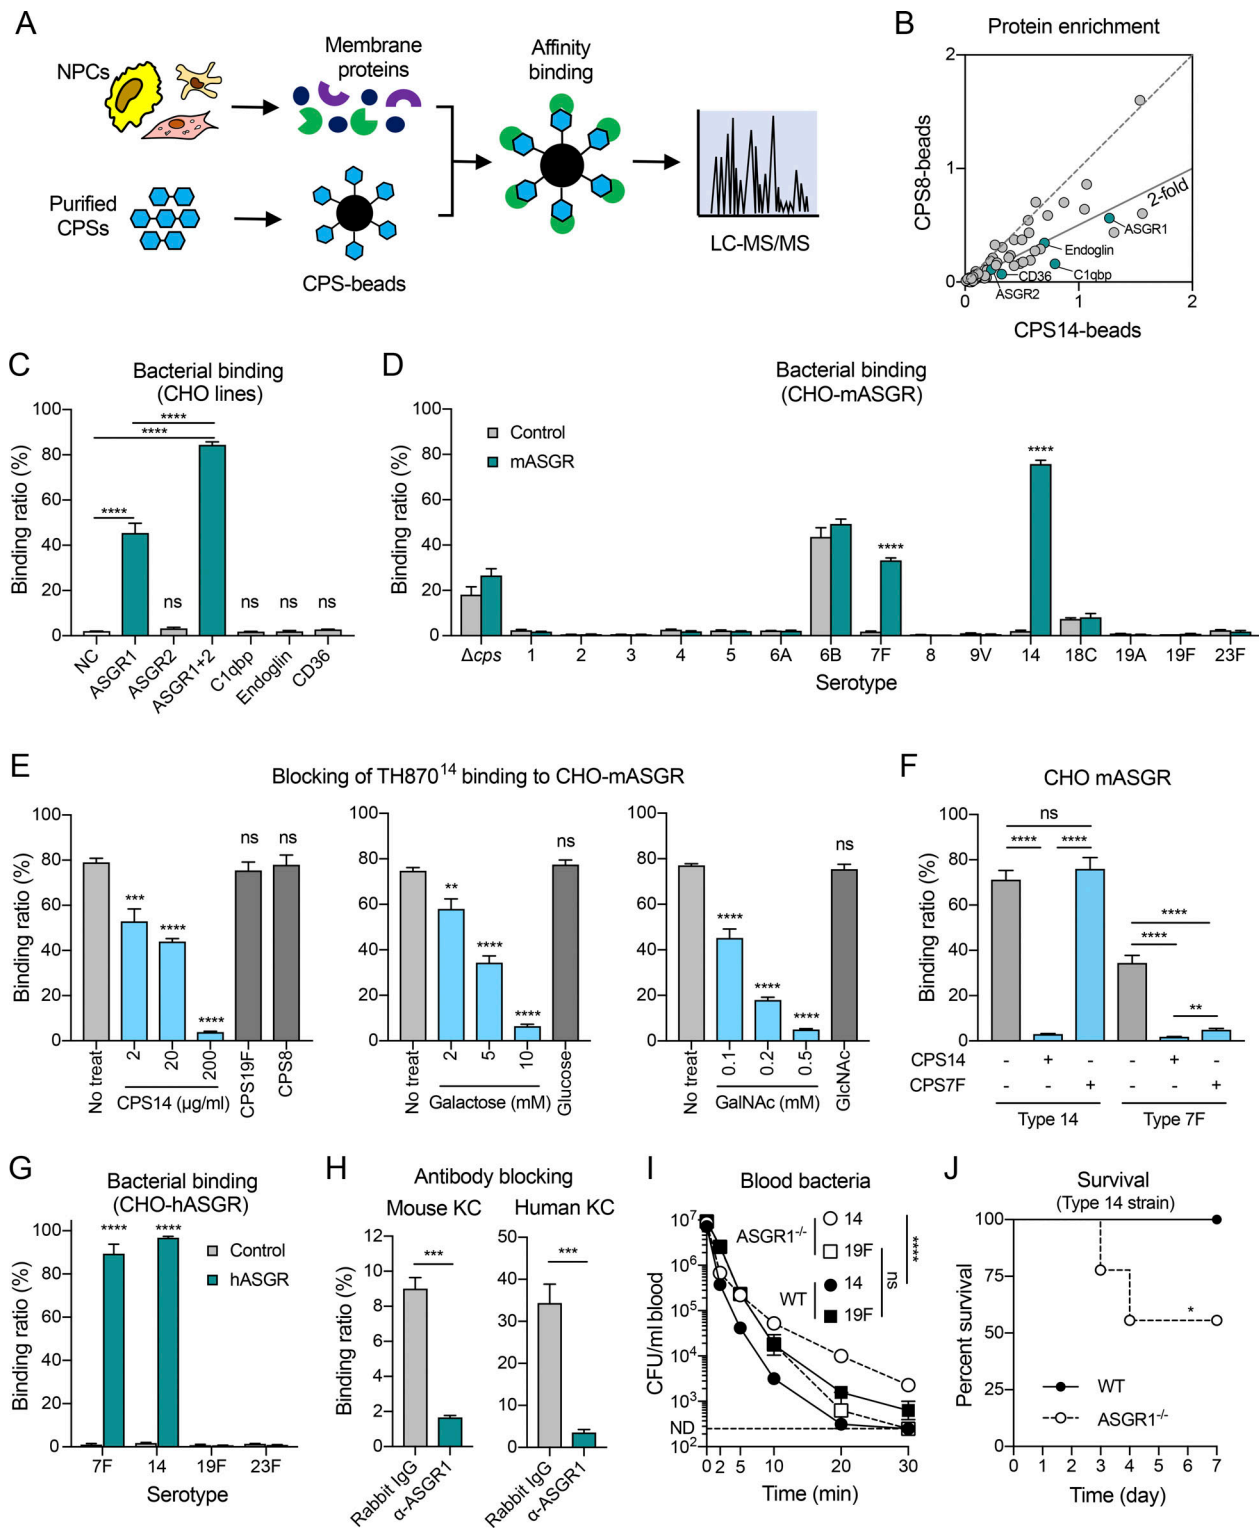 A
NPCs
Membrane
proteins
Affinity
binding
Purified
CPSs
CPS-beads
LC-MS/MS
B
Protein enrichment
CPS8-beads
2
1
0
2-fold
ASGR1
Endoglin
C1qbp
CD36
ASGR2
0 1 2
CPS14-beads
C
Bacterial binding
(CHO lines)
Binding ratio (%)
100
80
60
40
20
0
****
****
****
ns ns ns ns
NC ASGR1 ASGR2 ASGR1+2 C1qbp Endoglin CD36
D
Bacterial binding
(CHO-mASGR)
Binding ratio (%)
100
80
60
40
20
0
Control
mASGR
****
****
Δcps 1 2 3 4 5 6A 6B 7F 8 9V 14 18C 19A 19F 23F
Serotype
E
Blocking of TH870¹⁴ binding to CHO-mASGR
Binding ratio (%)
100
80
60
40
20
0
*** **** **** ns ns
No treat 2 20 200 CPS19F CPS8
CPS14 (µg/ml)
100
80
60
40
20
0
** **** **** ns
No treat 2 5 10 Glucose
Galactose (mM)
100
80
60
40
20
0
**** **** **** ns
No treat 0.1 0.2 0.5 GlcNAc
GalNAc (mM)
F
CHO mASGR
Binding ratio (%)
100
80
60
40
20
0
ns
**** ****
****
****
**
CPS14 - + - - + -
CPS7F - - + - - +
Type 14 Type 7F
G
Bacterial binding
(CHO-hASGR)
Binding ratio (%)
100
80
60
40
20
0
**** ****
Control
hASGR
7F 14 19F 23F
Serotype
H
Antibody blocking
Mouse KC Human KC
Binding ratio (%)
12
10
8
6
4
2
0
***
Rabbit IgG α-ASGR1
50
40
30
20
10
0
***
Rabbit IgG α-ASGR1
I
Blood bacteria
CFU/ml blood
10⁷
10⁶
10⁵
10⁴
10³
ND
10²
ASGR1⁻/⁻
14
19F
WT
14
19F
ns
****
0 2 5 10 20 30
Time (min)
J
Survival
(Type 14 strain)
Percent survival
100
75
50
25
0
*
WT
ASGR1⁻/⁻
0 1 2 3 4 5 6 7
Time (day)